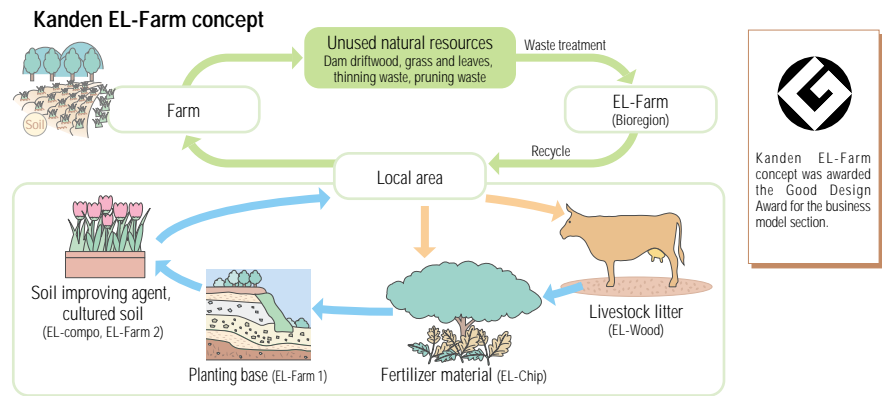 Kanden EL-Farm concept
Unused natural resources
Dam driftwood, grass and leaves,
thinning waste, pruning waste
Waste treatment
Farm
EL-Farm
(Bioregion)
Soil
Recycle
Local area
Soil improving agent,
cultured soil
(EL-compo, EL-Farm 2)
Planting base (EL-Farm 1)
Fertilizer material (EL-Chip)
Livestock litter
(EL-Wood)
Kanden EL-Farm
concept was awarded
the Good Design
Award for the business
model section.